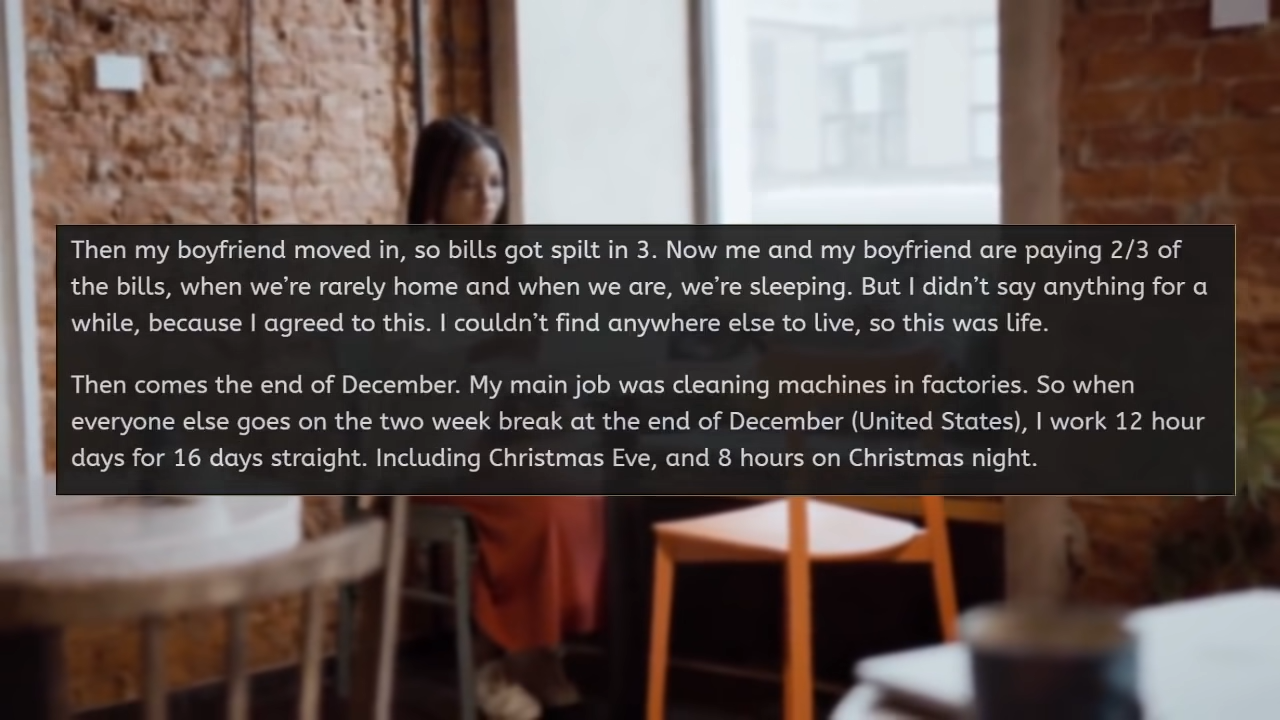 Then my boyfriend moved in, so bills got spilt in 3. Now me and my boyfriend are paying 2/3 of
the bills, when we’re rarely home and when we are, we’re sleeping. But I didn’t say anything for a
while, because I agreed to this. I couldn’t find anywhere else to live, so this was life.
Then comes the end of December. My main job was cleaning machines in factories. So when
everyone else goes on the two week break at the end of December (United States), I work 12 hour
days for 16 days straight. Including Christmas Eve, and 8 hours on Christmas night.